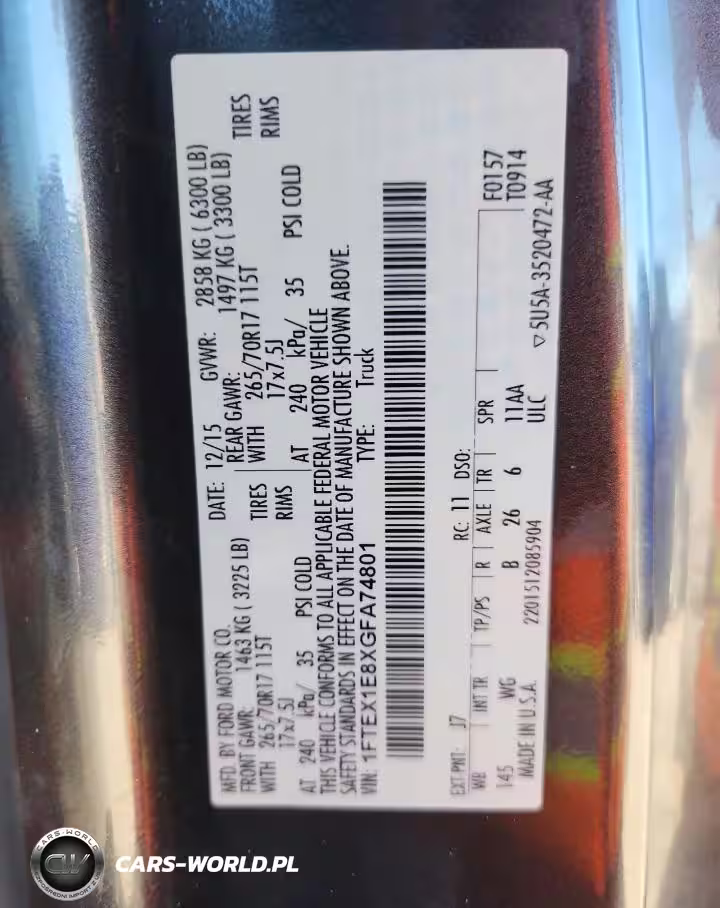 MFD. BY FORD MOTOR CO.
DATE: 12/15 GVWR: 2858 KG ( 6300 LB)
FRONT GAWR: 1463 KG ( 3225 LB) REAR GAWR: 1497 KG ( 3300 LB)
WITH 265/70R17 115T TIRES WITH 265/70R17 115T TIRES
17x7.5J RIMS 17x7.5J RIMS
AT 240 kPa/ 35 PSI COLD AT 240 kPa/ 35 PSI COLD
THIS VEHICLE CONFORMS TO ALL APPLICABLE FEDERAL MOTOR VEHICLE
SAFETY STANDARDS IN EFFECT ON THE DATE OF MANUFACTURE SHOWN ABOVE.
VIN: 1FTEX1E8XGFA74801 TYPE: Truck
EXT PNT: J7 RC: 11 DSO: F0157
WB INT TR TP/PS R AXLE TR SPR T0914
145 WG B 26 6 11AA
MADE IN U.S.A. 2201512085904 ULC ▽5U5A-3520472-AA
CARS-WORLD
CW
CARS-WORLD.PL